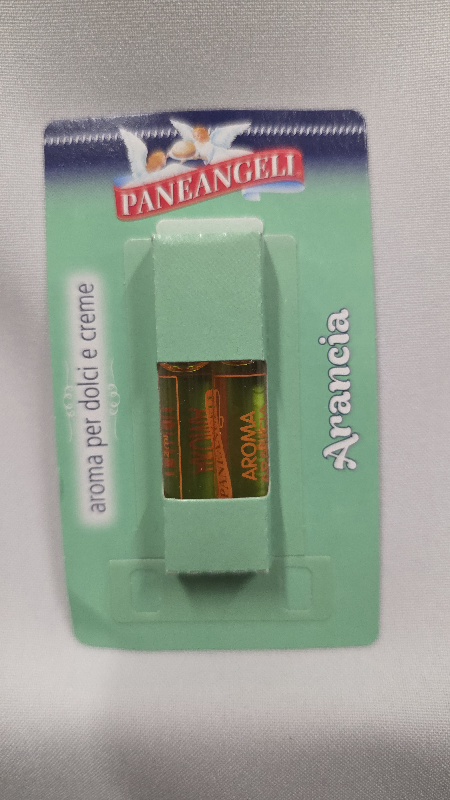 PANEANGELI
aroma per dolci e creme
Arancia
AROMA